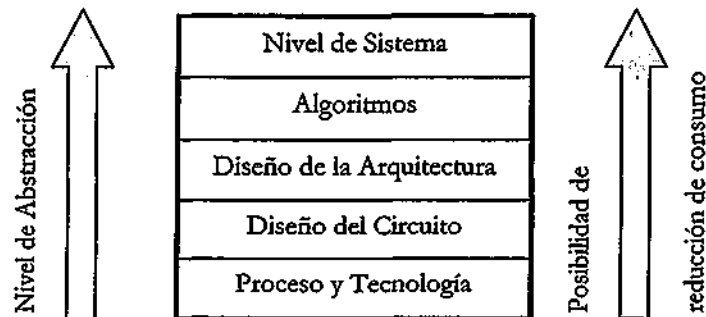 Nivel de Abstracción
Nivel de Sistema
Algoritmos
Diseño de la Arquitectura
Diseño del Circuito
Proceso y Tecnología
Posibilidad de
reducción de consumo